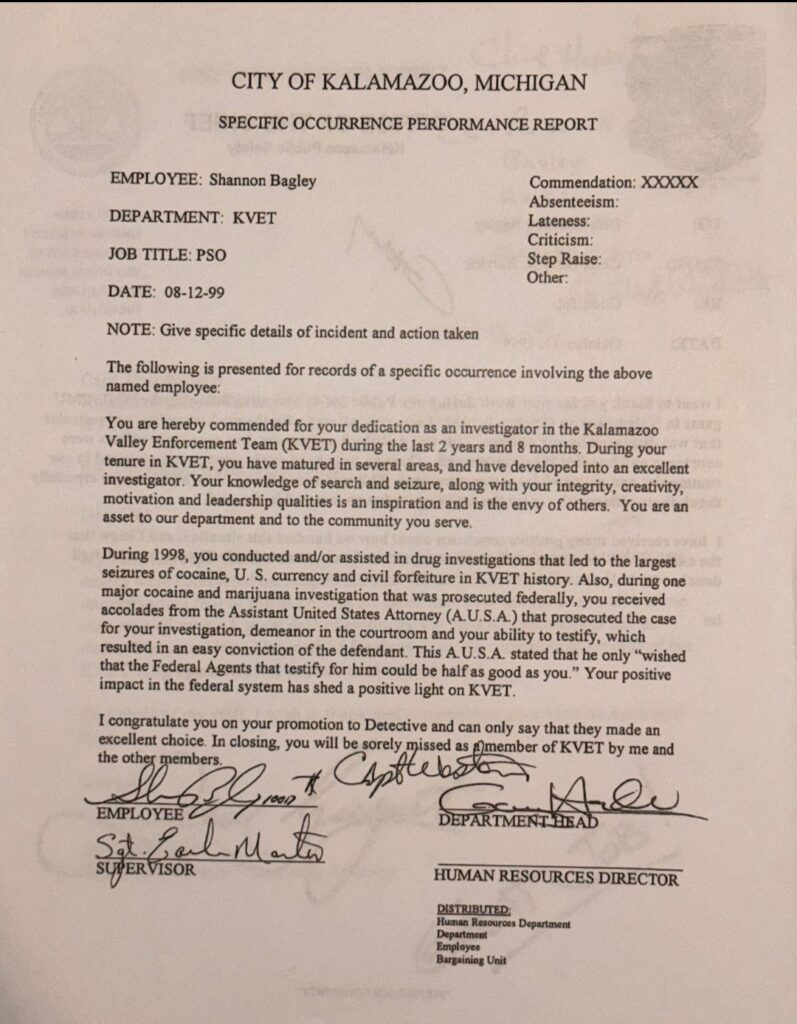 CITY OF KALAMAZOO, MICHIGAN
SPECIFIC OCCURRENCE PERFORMANCE REPORT
EMPLOYEE: Shannon Bagley
DEPARTMENT: KVET
JOB TITLE: PSO
DATE: 08-12-99
Commendation: XXXXX
Absenteeism:
Lateness:
Criticism:
Step Raise:
Other:
NOTE: Give specific details of incident and action taken
The following is presented for records of a specific occurrence involving the above
named employee:
You are hereby commended for your dedication as an investigator in the Kalamazoo
Valley Enforcement Team (KVET) during the last 2 years and 8 months. During your
tenure in KVET, you have matured in several areas, and have developed into an excellent
investigator. Your knowledge of search and seizure, along with your integrity, creativity,
motivation and leadership qualities is an inspiration and is the envy of others. You are an
asset to our department and to the community you serve.
During 1998, you conducted and/or assisted in drug investigations that led to the largest
seizures of cocaine, U. S. currency and civil forfeiture in KVET history. Also, during one
major cocaine and marijuana investigation that was prosecuted federally, you received
accolades from the Assistant United States Attorney (A.U.S.A.) that prosecuted the case
for your investigation, demeanor in the courtroom and your ability to testify, which
resulted in an easy conviction of the defendant. This A.U.S.A. stated that he only “wished
that the Federal Agents that testify for him could be half as good as you.” Your positive
impact in the federal system has shed a positive light on KVET.
I congratulate you on your promotion to Detective and can only say that they made an
excellent choice. In closing, you will be sorely missed as a member of KVET by me and
the other members.
Capt
EMPLOYEE
DEPARTMENT HEAD
Sgt.
SUPERVISOR
HUMAN RESOURCES DIRECTOR
DISTRIBUTED:
Human Resources Department
Department
Employee
Bargaining Unit